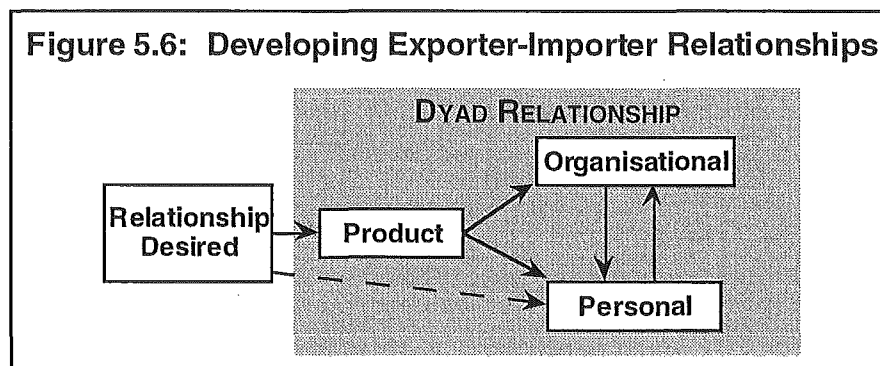 Figure 5.6: Developing Exporter-Importer Relationships
DYAD RELATIONSHIP
Organisational
Relationship
Desired
Product
Personal